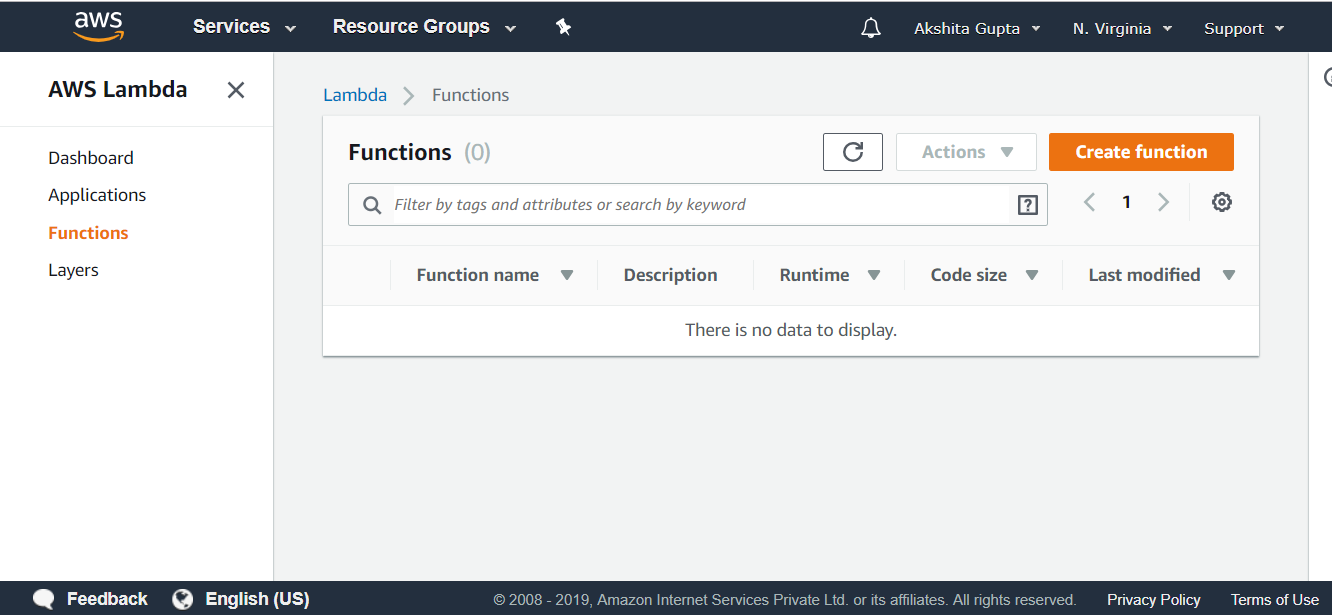 aws Services Resource Groups Akshita Gupta N. Virginia Support
AWS Lambda
Dashboard
Applications
Functions
Layers
Lambda Functions
Functions (0) Actions Create function
Filter by tags and attributes or search by keyword ? 1
Function name Description Runtime Code size Last modified
There is no data to display.
Feedback English (US) © 2008 - 2019, Amazon Internet Services Private Ltd. or its affiliates. All rights reserved. Privacy Policy Terms of Use